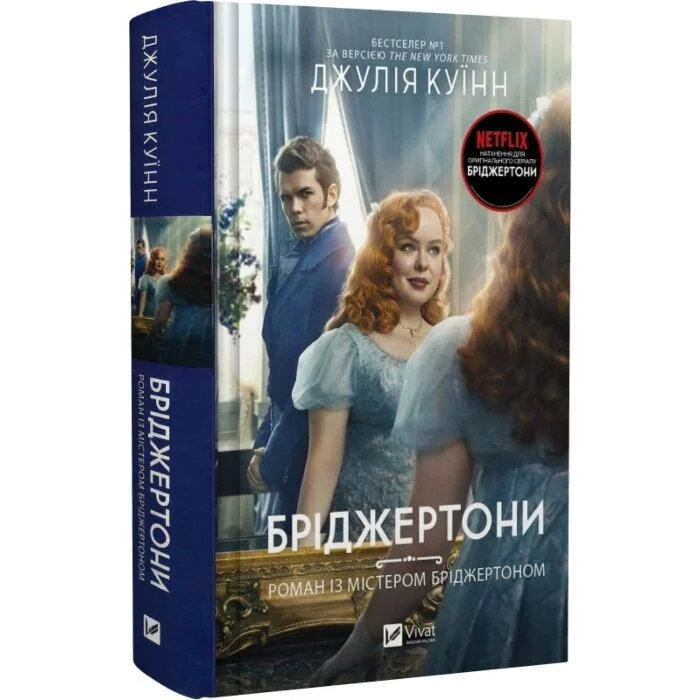 ДЖУЛІЯ КУЇНН
БРІДЖЕРТОНИ
РОМАН ІЗ МІСТЕРОМ БРІДЖЕРТОНОМ
БЕСТСЕЛЕР №1
ЗА ВЕРСІЄЮ THE NEW YORK TIMES
ДЖУЛІЯ КУЇНН
NETFLIX
НАТХНЕННЯ ДЛЯ
ОРИГІНАЛЬНОГО СЕРІАЛУ
БРІДЖЕРТОНИ
БРІДЖЕРТОНИ
РОМАН ІЗ МІСТЕРОМ БРІДЖЕРТОНОМ
Vivat
ВИДАВНИЦТВО